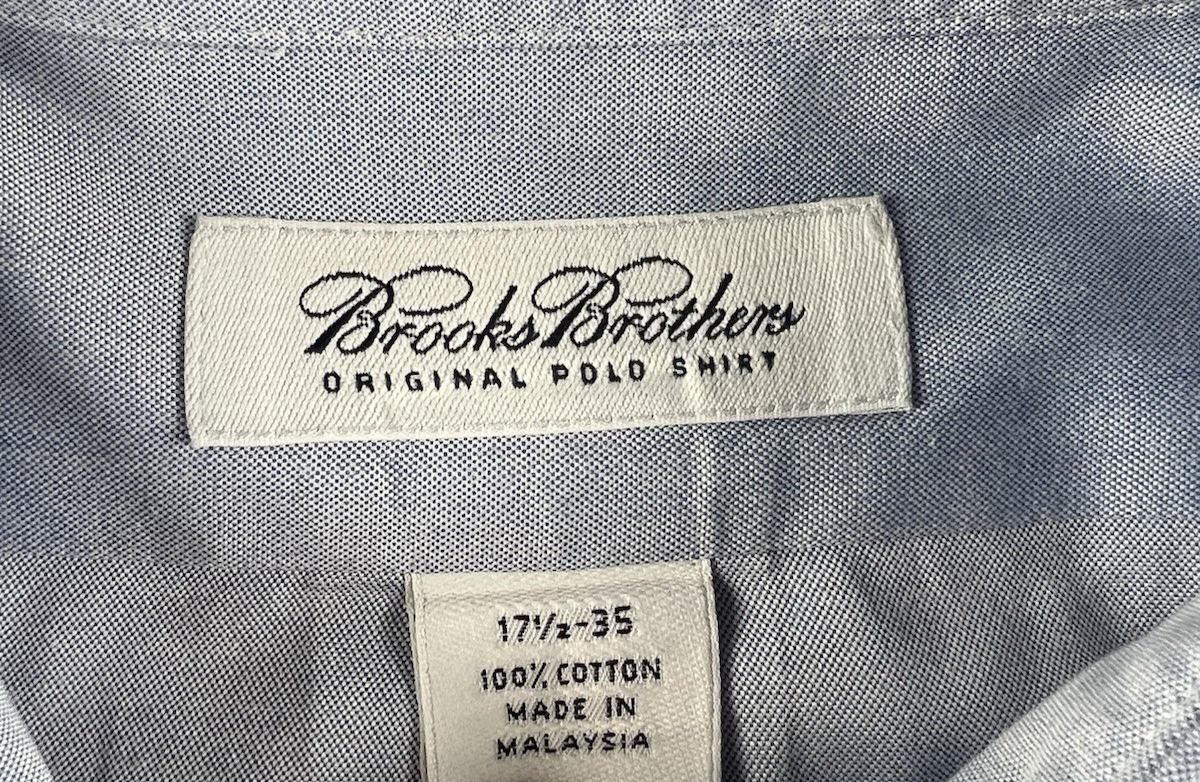 Brooks Brothers
ORIGINAL POLO SHIRT
17½-35
100% COTTON
MADE IN
MALAYSIA